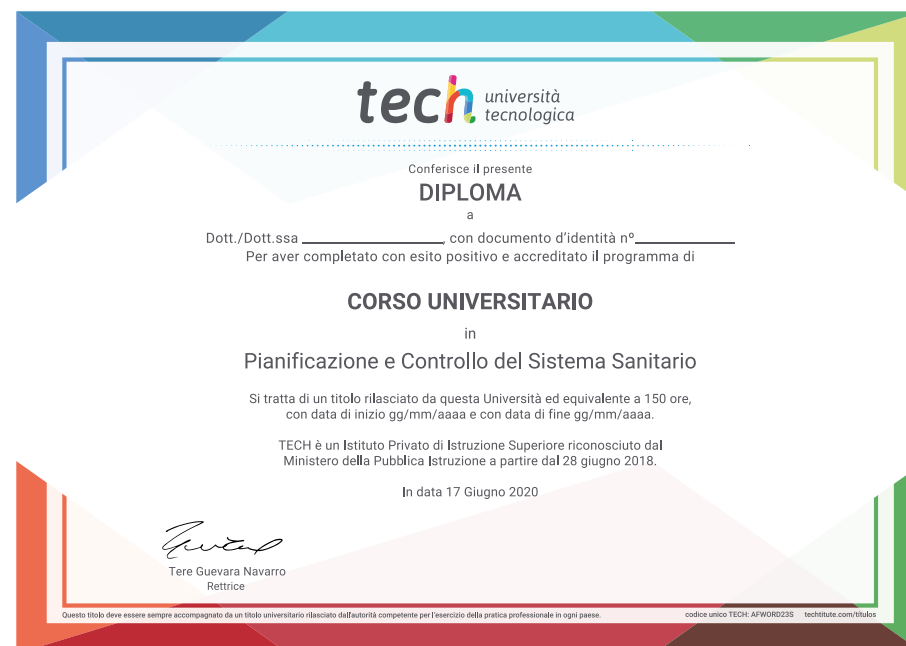 tech università
tecnologica
Conferisce il presente
DIPLOMA
a
Dott./Dott.ssa ____________________, con documento d'identità nº______________
Per aver completato con esito positivo e accreditato il programma di
CORSO UNIVERSITARIO
in
Pianificazione e Controllo del Sistema Sanitario
Si tratta di un titolo rilasciato da questa Università ed equivalente a 150 ore,
con data di inizio gg/mm/aaaa e con data di fine gg/mm/aaaa.
TECH è un Istituto Privato di Istruzione Superiore riconosciuto dal
Ministero della Pubblica Istruzione a partire dal 28 giugno 2018.
In data 17 Giugno 2020
Tere Guevara Navarro
Rettrice
Questo titolo deve essere sempre accompagnato da un titolo universitario rilasciato dall'autorità competente per l'esercizio della pratica professionale in ogni paese. codice unico TECH: AFWORD23S techtitute.com/titulos